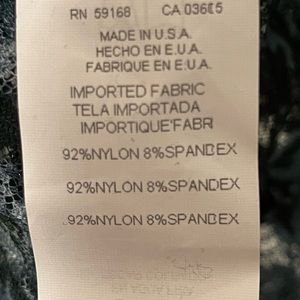 RN 59168 CA 03605
MADE IN U.S.A.
HECHO EN E.U.A.
FABRIQUE EN E.U.A.
IMPORTED FABRIC
TELA IMPORTADA
IMPORTIQUE'FABR
92%NYLON 8%SPANDEX
92%NYLON 8%SPANDEX
92%NYLON 8%SPANDEX